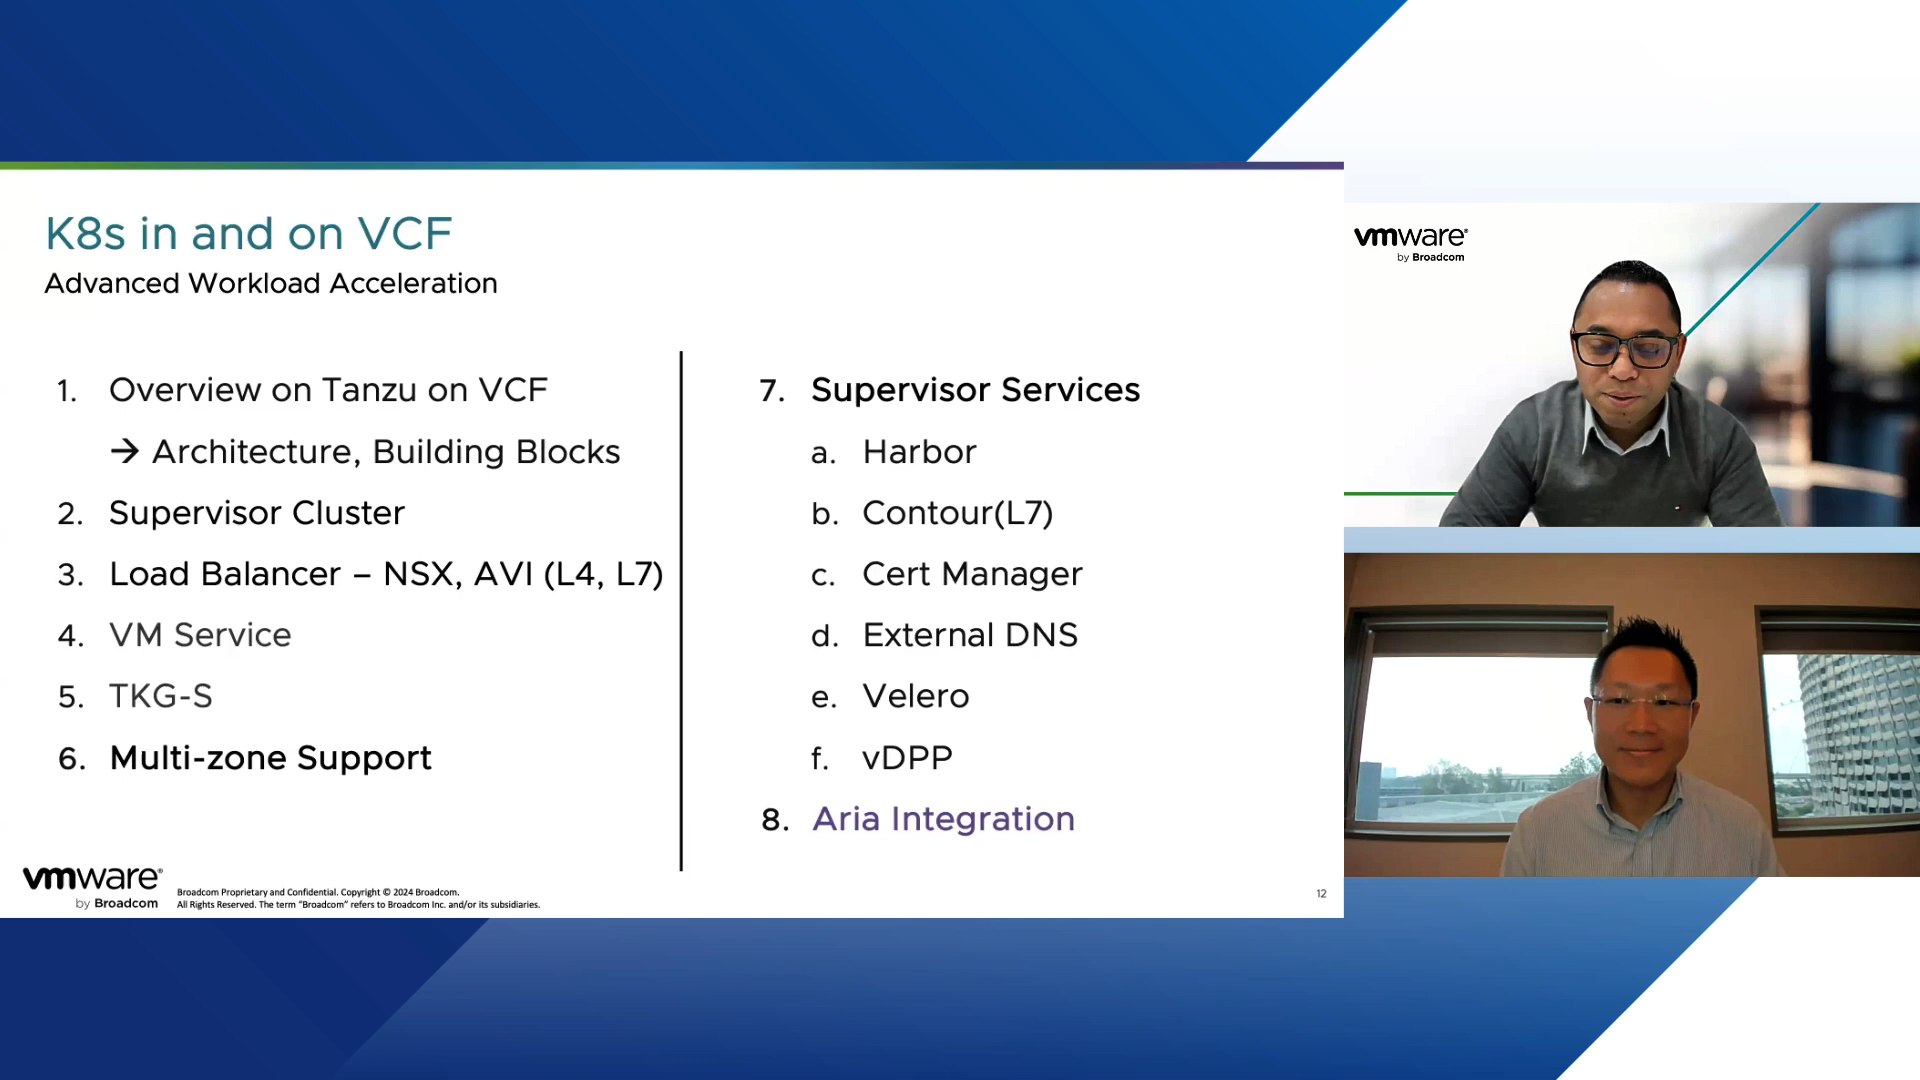 K8s in and on VCF
Advanced Workload Acceleration
1. Overview on Tanzu on VCF
→ Architecture, Building Blocks
2. Supervisor Cluster
3. Load Balancer – NSX, AVI (L4, L7)
4. VM Service
5. TKG-S
6. Multi-zone Support
7. Supervisor Services
a. Harbor
b. Contour(L7)
c. Cert Manager
d. External DNS
e. Velero
f. vDPP
8. Aria Integration
vmware®
by Broadcom
Broadcom Proprietary and Confidential. Copyright © 2024 Broadcom.
All Rights Reserved. The term “Broadcom” refers to Broadcom Inc. and/or its subsidiaries.
12
vmware®
by Broadcom